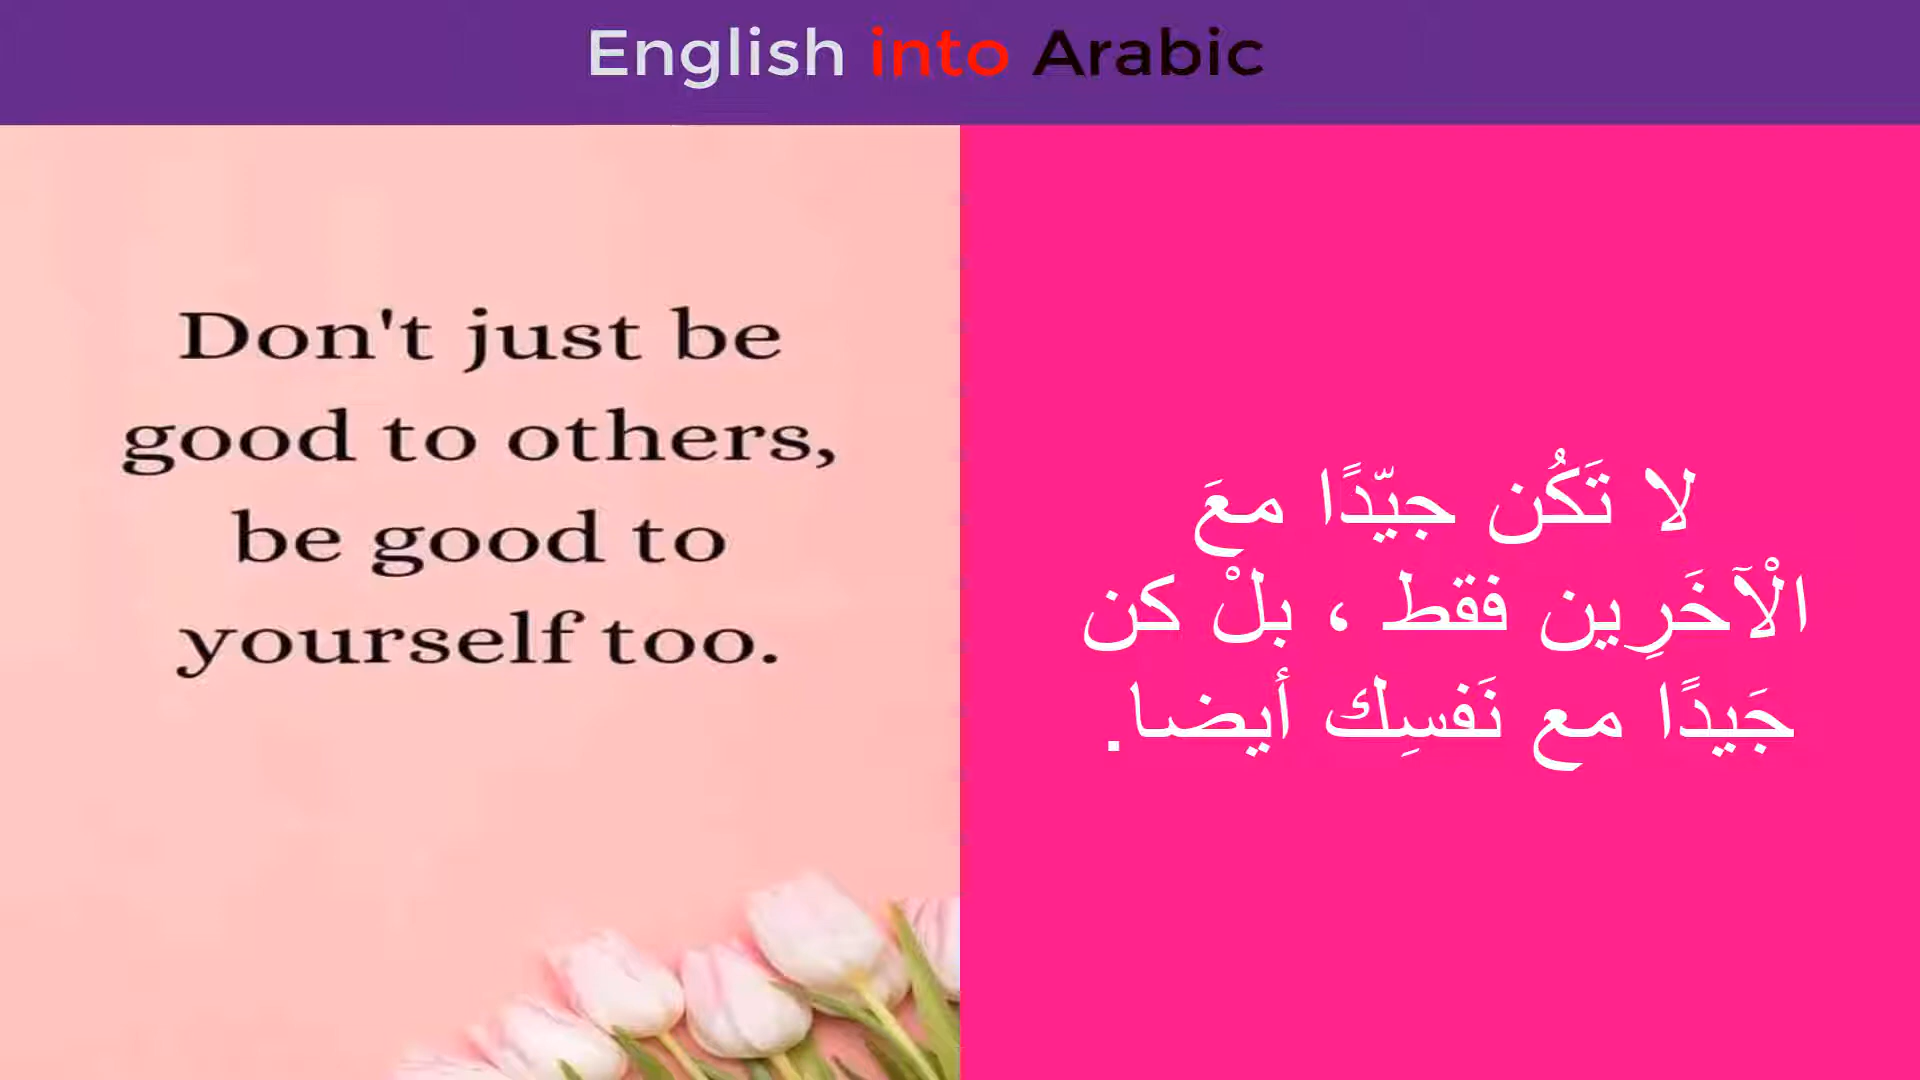 English into Arabic
Don't just be
good to others,
be good to
yourself too.
لا تَكُن جيّدًا معَ
الْآخَرِين فقط ، بلْ كن
جَيدًا مع نَفسِك أيضا.